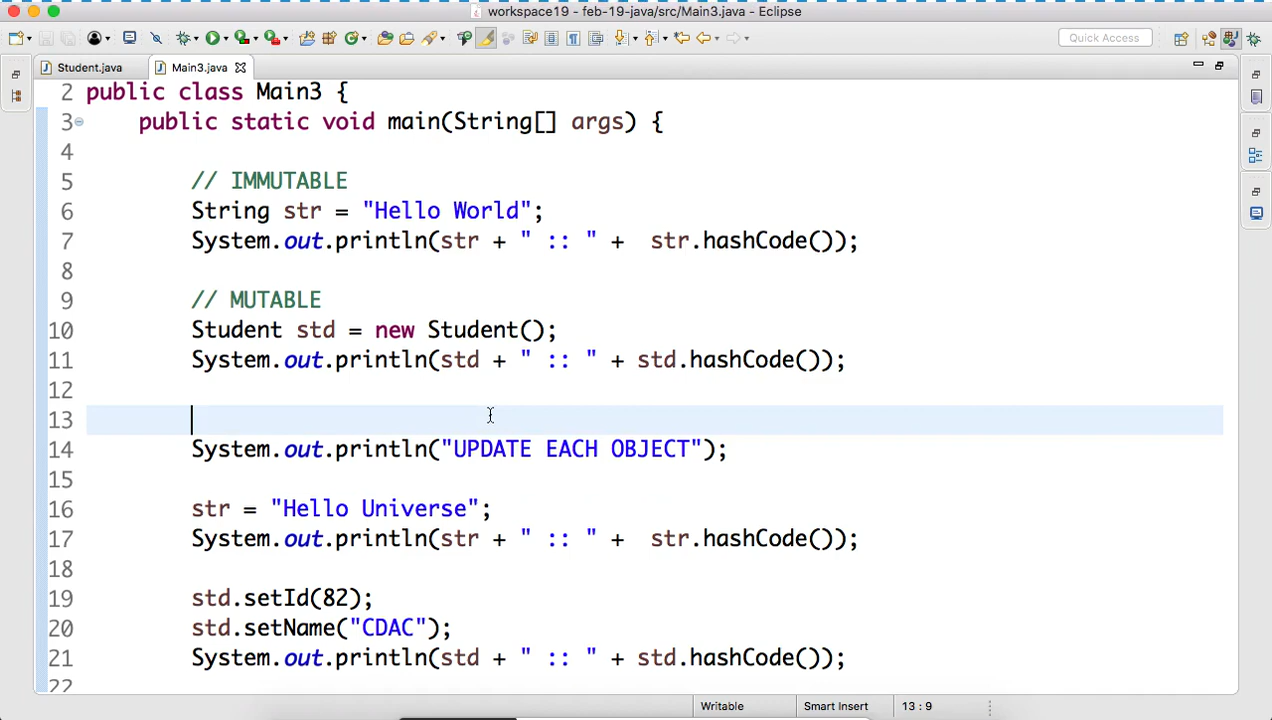 workspace19 - feb-19-java/src/Main3.java - Eclipse
Quick Access
Student.java
Main3.java
2 public class Main3 {
3 public static void main(String[] args) {
4
5 // IMMUTABLE
6 String str = "Hello World";
7 System.out.println(str + " :: " +  str.hashCode());
8
9 // MUTABLE
10 Student std = new Student();
11 System.out.println(std + " :: " + std.hashCode());
12
13
14 System.out.println("UPDATE EACH OBJECT");
15
16 str = "Hello Universe";
17 System.out.println(str + " :: " +  str.hashCode());
18
19 std.setId(82);
20 std.setName("CDAC");
21 System.out.println(std + " :: " + std.hashCode());
22
Writable
Smart Insert
13 : 9